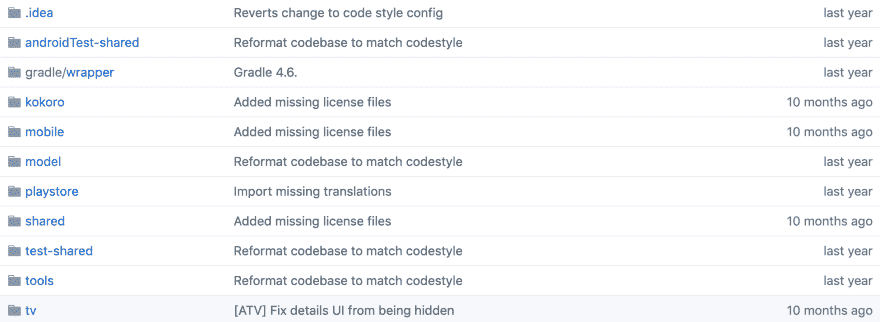 .idea Reverts change to code style config last year
androidTest-shared Reformat codebase to match codestyle last year
gradle/wrapper Gradle 4.6. last year
kokoro Added missing license files 10 months ago
mobile Added missing license files 10 months ago
model Reformat codebase to match codestyle last year
playstore Import missing translations last year
shared Added missing license files 10 months ago
test-shared Reformat codebase to match codestyle last year
tools Reformat codebase to match codestyle last year
tv [ATV] Fix details UI from being hidden 10 months ago